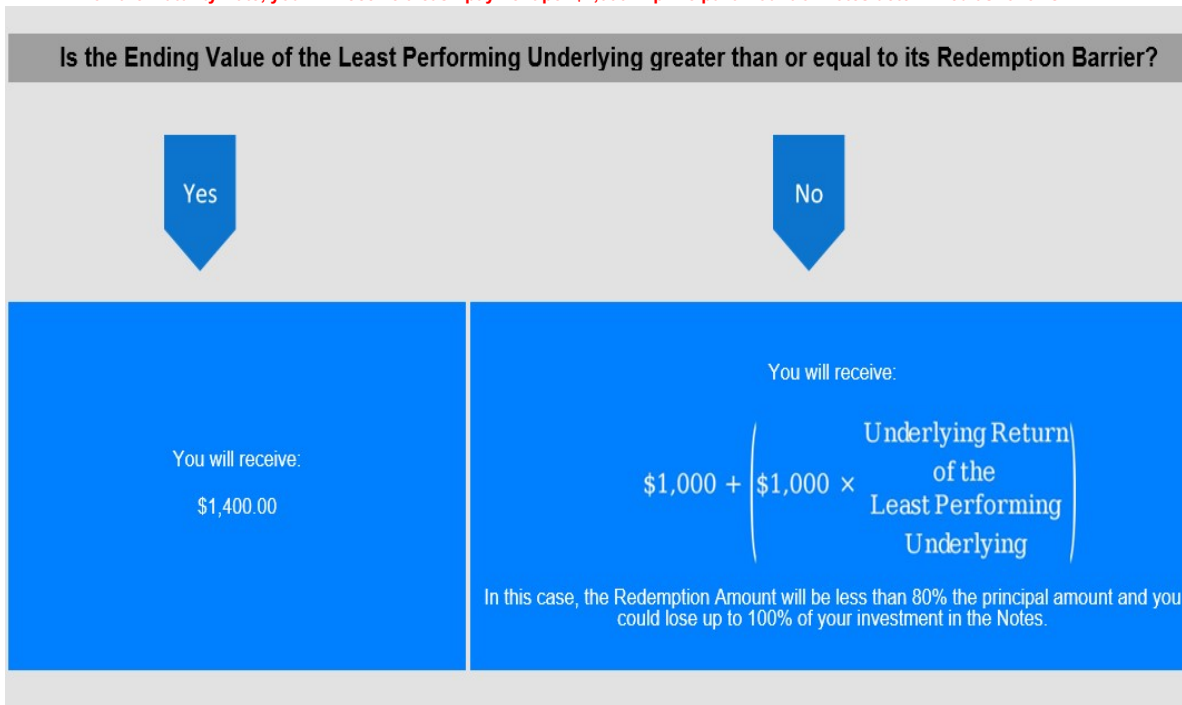 Is the Ending Value of the Least Performing Underlying greater than or equal to its Redemption Barrier?
Yes
No
You will receive:
$1,400.00
You will receive:
$1,000 + ($1,000 × Underlying Return
of the
Least Performing
Underlying)
In this case, the Redemption Amount will be less than 80% the principal amount and you
could lose up to 100% of your investment in the Notes.